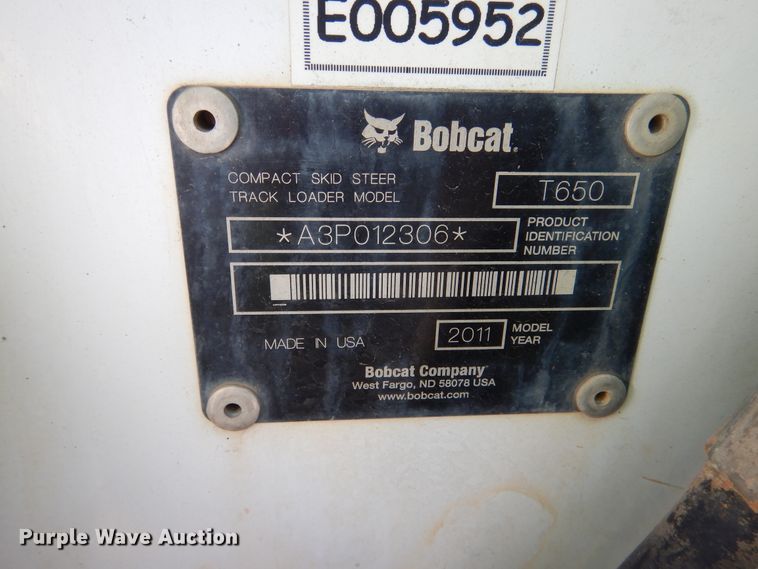 E005952
Bobcat.
COMPACT SKID STEER
TRACK LOADER MODEL
T650
*A3P012306*
PRODUCT
IDENTIFICATION
NUMBER
MADE IN USA
2011
MODEL
YEAR
Bobcat Company
West Fargo, ND 58078 USA
www.bobcat.com
Purple Wave Auction